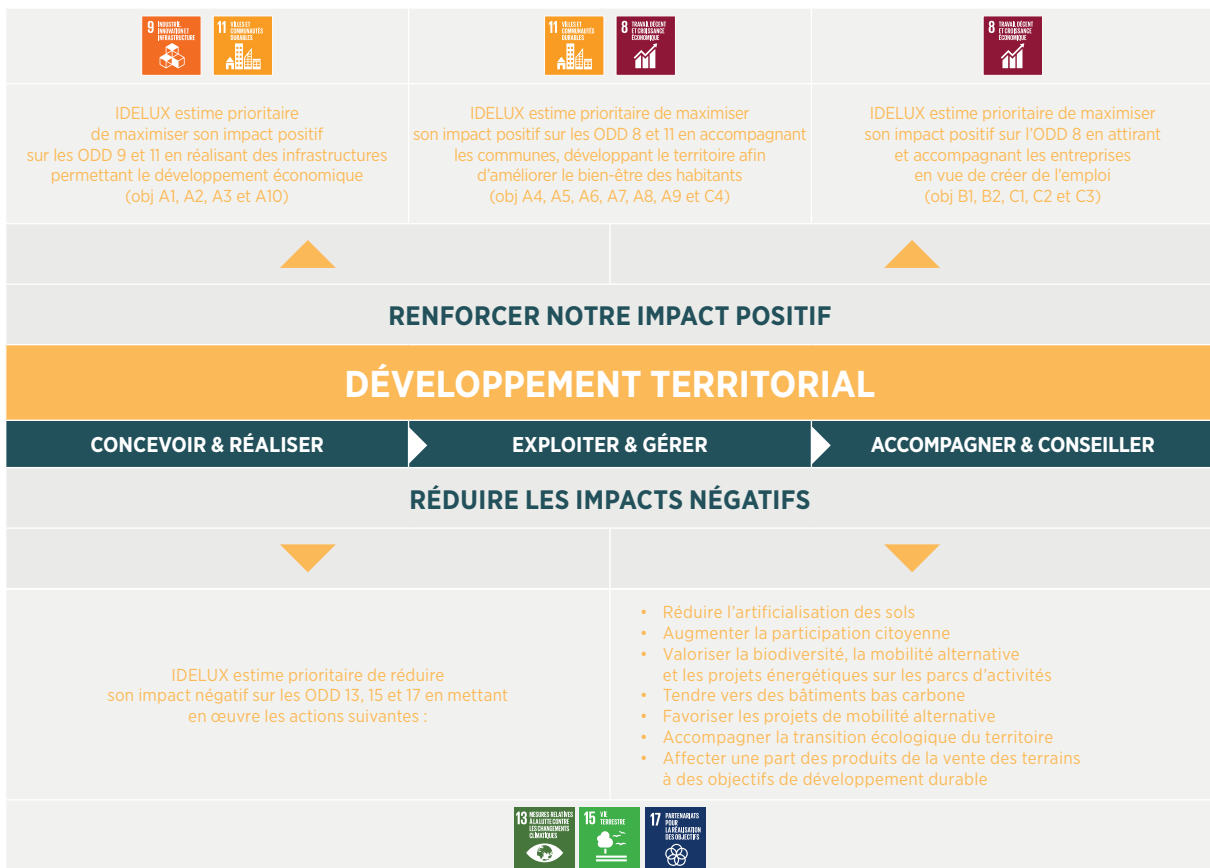 9 INDUSTRIE,
INNOVATION ET
INFRASTRUCTURE
11 VILLES ET
COMMUNAUTÉS
DURABLES
11 VILLES ET
COMMUNAUTÉS
DURABLES
8 TRAVAIL DÉCENT
ET CROISSANCE
ÉCONOMIQUE
8 TRAVAIL DÉCENT
ET CROISSANCE
ÉCONOMIQUE
IDELUX estime prioritaire
de maximiser son impact positif
sur les ODD 9 et 11 en réalisant des infrastructures
permettant le développement économique
(obj A1, A2, A3 et A10)
IDELUX estime prioritaire de maximiser
son impact positif sur les ODD 8 et 11 en accompagnant
les communes, développant le territoire afin
d'améliorer le bien-être des habitants
(obj A4, A5, A6, A7, A8, A9 et C4)
IDELUX estime prioritaire de maximiser
son impact positif sur l'ODD 8 en attirant
et accompagnant les entreprises
en vue de créer de l'emploi
(obj B1, B2, C1, C2 et C3)
RENFORCER NOTRE IMPACT POSITIF
DÉVELOPPEMENT TERRITORIAL
CONCEVOIR & RÉALISER
EXPLOITER & GÉRER
ACCOMPAGNER & CONSEILLER
RÉDUIRE LES IMPACTS NÉGATIFS
IDELUX estime prioritaire de réduire
son impact négatif sur les ODD 13, 15 et 17 en mettant
en œuvre les actions suivantes :
• Réduire l'artificialisation des sols
• Augmenter la participation citoyenne
• Valoriser la biodiversité, la mobilité alternative
et les projets énergétiques sur les parcs d'activités
• Tendre vers des bâtiments bas carbone
• Favoriser les projets de mobilité alternative
• Accompagner la transition écologique du territoire
• Affecter une part des produits de la vente des terrains
à des objectifs de développement durable
13 MESURES RELATIVES
À LA LUTTE CONTRE
LES CHANGEMENTS
CLIMATIQUES
15 VIE
TERRESTRE
17 PARTENARIATS
POUR
LA RÉALISATION
DES OBJECTIFS